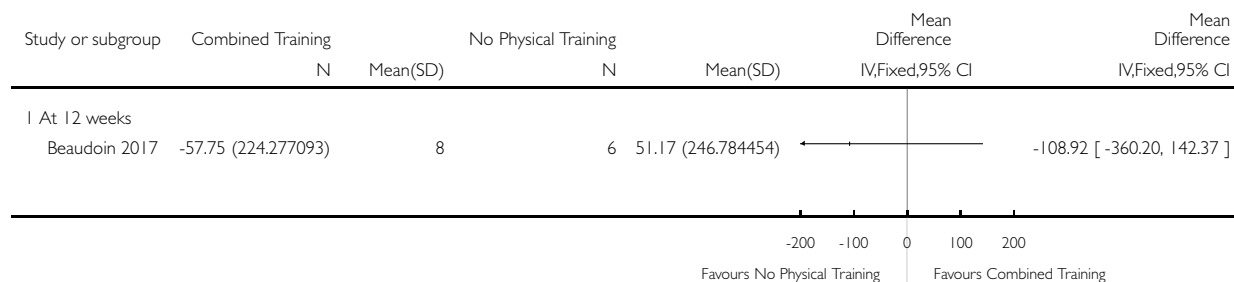 Mean Mean
Study or subgroup Combined Training No Physical Training Difference Difference
N Mean(SD) N Mean(SD) IV,Fixed,95% CI IV,Fixed,95% CI
1 At 12 weeks
Beaudoin 2017 -57.75 (224.277093) 8 6 51.17 (246.784454) -108.92 [ -360.20, 142.37 ]
-200 -100 0 100 200
Favours No Physical Training Favours Combined Training